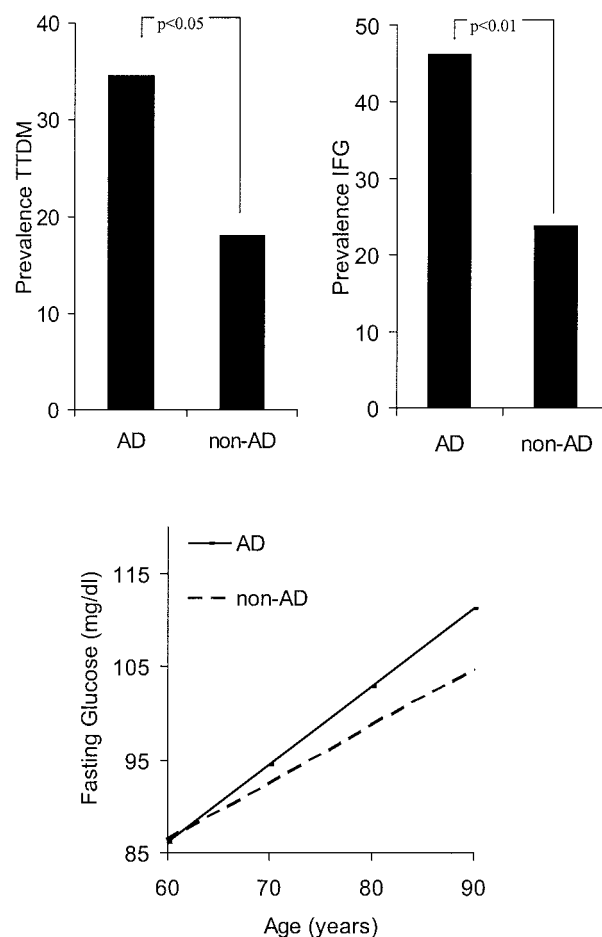 p<0.05
40
30
20
10
0
Prevalence TTDM
AD non-AD
p<0.01
50
40
30
20
10
0
Prevalence IFG
AD non-AD
AD
non-AD
115
105
95
85
Fasting Glucose (mg/dl)
60 70 80 90
Age (years)